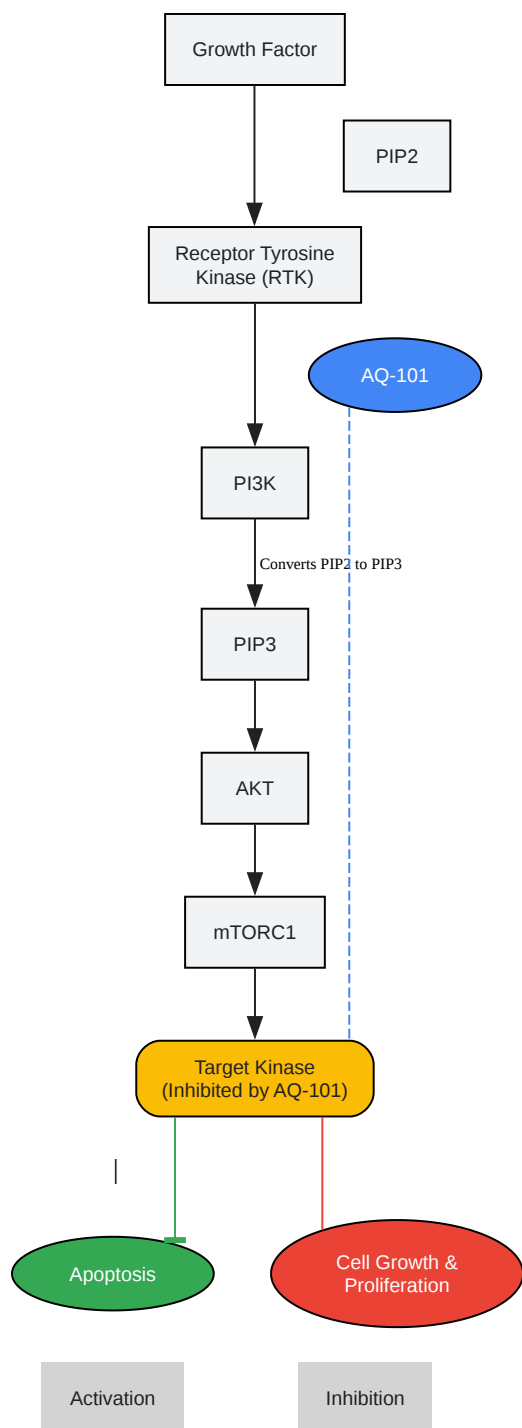 Growth Factor
PIP2
Receptor Tyrosine
Kinase (RTK)
AQ-101
PI3K
Converts PIP2 to PIP3
PIP3
AKT
mTORC1
Target Kinase
(Inhibited by AQ-101)
|
Apoptosis
Cell Growth &
Proliferation
Activation
Inhibition